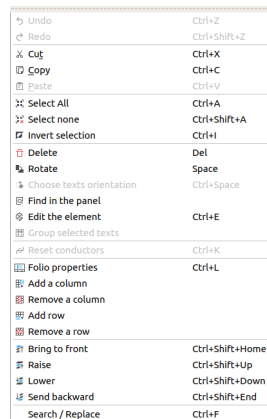 Undo Ctrl+Z
Redo Ctrl+Shift+Z
Cut Ctrl+X
Copy Ctrl+C
Paste Ctrl+V
Select All Ctrl+A
Select none Ctrl+Shift+A
Invert selection Ctrl+I
Delete Del
Rotate Space
Choose texts orientation Ctrl+Space
Find in the panel
Edit the element Ctrl+E
Group selected texts
Reset conductors Ctrl+K
Folio properties Ctrl+L
Add a column
Remove a column
Add row
Remove a row
Bring to front Ctrl+Shift+Home
Raise Ctrl+Shift+Up
Lower Ctrl+Shift+Down
Send backward Ctrl+Shift+End
Search / Replace Ctrl+F